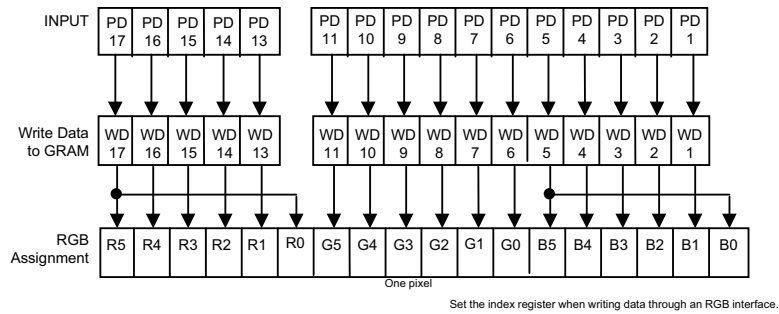 INPUT PD PD PD PD PD PD PD PD PD PD PD PD PD PD PD PD
17 16 15 14 13 11 10 9 8 7 6 5 4 3 2 1
Write Data WD WD WD WD WD WD WD WD WD WD WD WD WD WD WD WD
to GRAM 17 16 15 14 13 11 10 9 8 7 6 5 4 3 2 1
RGB R5 R4 R3 R2 R1 R0 G5 G4 G3 G2 G1 G0 B5 B4 B3 B2 B1 B0
Assignment
One pixel
Set the index register when writing data through an RGB interface.